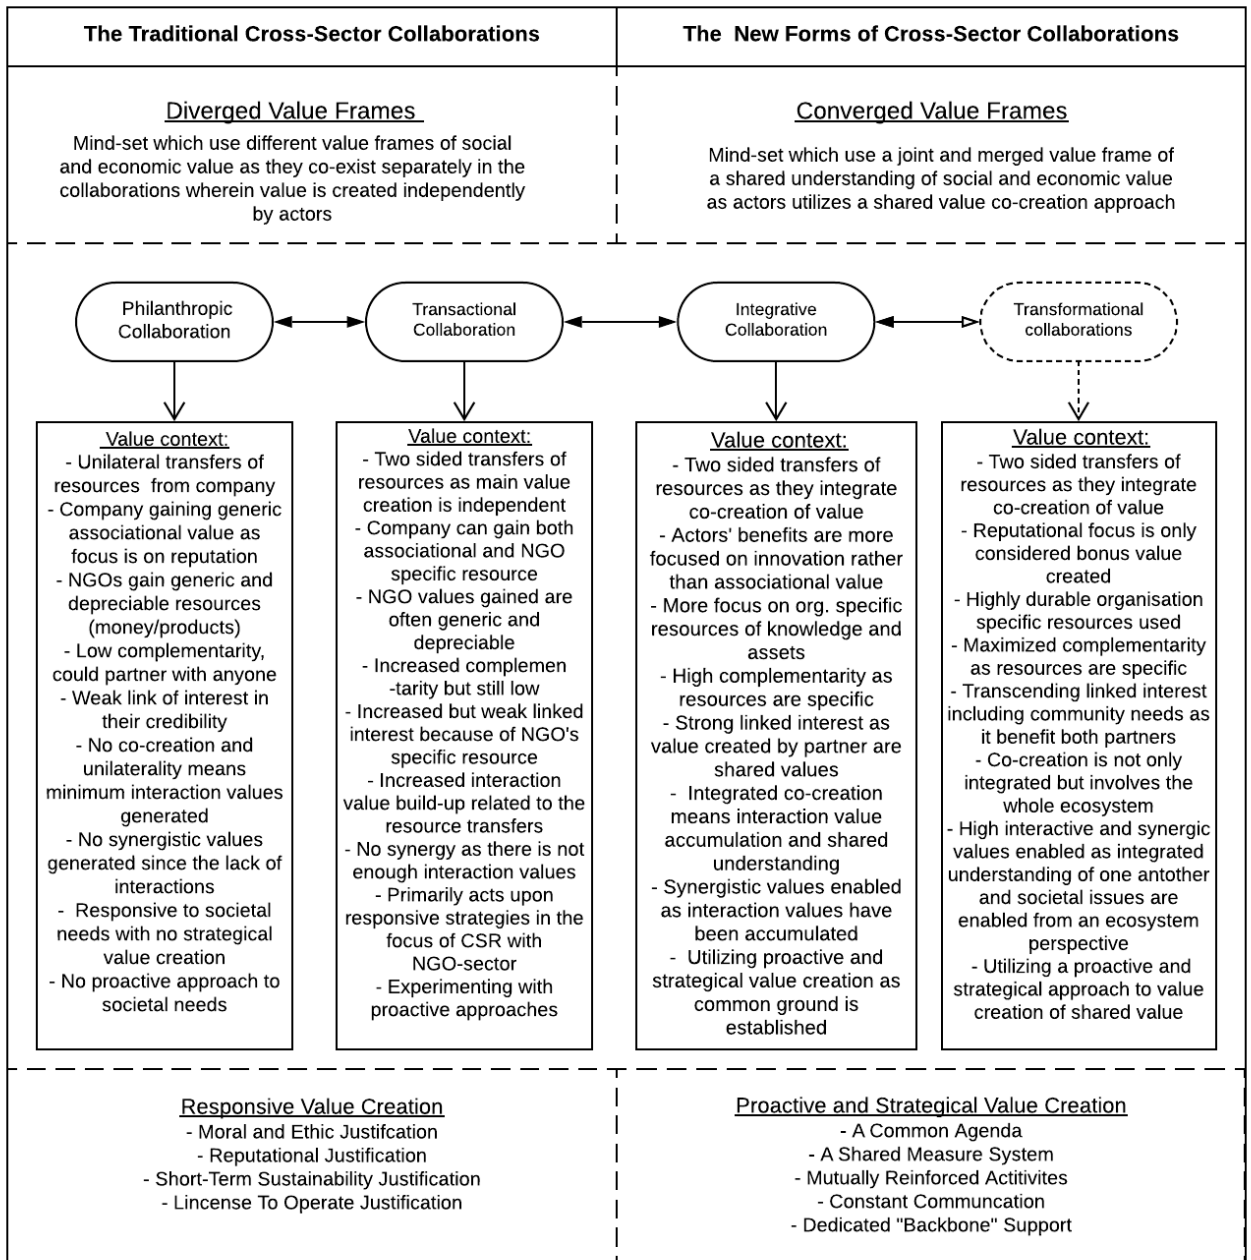 The Traditional Cross-Sector Collaborations
The New Forms of Cross-Sector Collaborations
Diverged Value Frames
Mind-set which use different value frames of social
and economic value as they co-exist separately in the
collaborations wherein value is created independently
by actors
Converged Value Frames
Mind-set which use a joint and merged value frame of
a shared understanding of social and economic value
as actors utilizes a shared value co-creation approach
Philanthropic
Collaboration
Transactional
Collaboration
Integrative
Collaboration
Transformational
collaborations
Value context:
- Unilateral transfers of
resources from company
- Company gaining generic
associational value as
focus is on reputation
- NGOs gain generic and
depreciable resources
(money/products)
- Low complementarity,
could partner with anyone
- Weak link of interest in
their credibility
- No co-creation and
unilaterality means
minimum interaction values
generated
- No synergistic values
generated since the lack of
interactions
- Responsive to societal
needs with no strategical
value creation
- No proactive approach to
societal needs
Value context:
- Two sided transfers of
resources as main value
creation is independent
- Company can gain both
associational and NGO
specific resource
- NGO values gained are
often generic and
depreciable
- Increased complemen
-tarity but still low
- Increased but weak linked
interest because of NGO's
specific resource
- Increased interaction
value build-up related to the
resource transfers
- No synergy as there is not
enough interaction values
- Primarily acts upon
responsive strategies in the
focus of CSR with
NGO-sector
- Experimenting with
proactive approaches
Value context:
- Two sided transfers of
resources as they integrate
co-creation of value
- Actors' benefits are more
focused on innovation rather
than associational value
- More focus on org. specific
resources of knowledge and
assets
- High complementarity as
resources are specific
- Strong linked interest as
value created by partner are
shared values
- Integrated co-creation
means interaction value
accumulation and shared
understanding
- Synergistic values enabled
as interaction values have
been accumulated
- Utilizing proactive and
strategical value creation as
common ground is
established
Value context:
- Two sided transfers of
resources as they integrate
co-creation of value
- Reputational focus is only
considered bonus value
created
- Highly durable organisation
specific resources used
- Maximized complementarity
as resources are specific
- Transcending linked interest
including community needs as
it benefit both partners
- Co-creation is not only
integrated but involves the
whole ecosystem
- High interactive and synergic
values enabled as integrated
understanding of one antother
and societal issues are
enabled from an ecosystem
perspective
- Utilizing a proactive and
strategical approach to value
creation of shared value
Responsive Value Creation
- Moral and Ethic Justifcation
- Reputational Justification
- Short-Term Sustainability Justification
- Lincense To Operate Justification
Proactive and Strategical Value Creation
- A Common Agenda
- A Shared Measure System
- Mutually Reinforced Actitivites
- Constant Communcation
- Dedicated "Backbone" Support